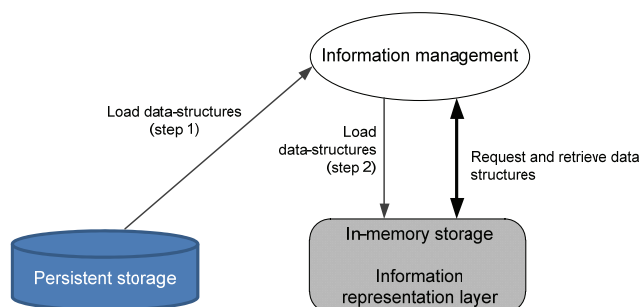 Information management
Load data-structures
(step 1)
Load
data-structures
(step 2)
Request and retrieve data
structures
Persistent storage
In-memory storage
Information
representation layer